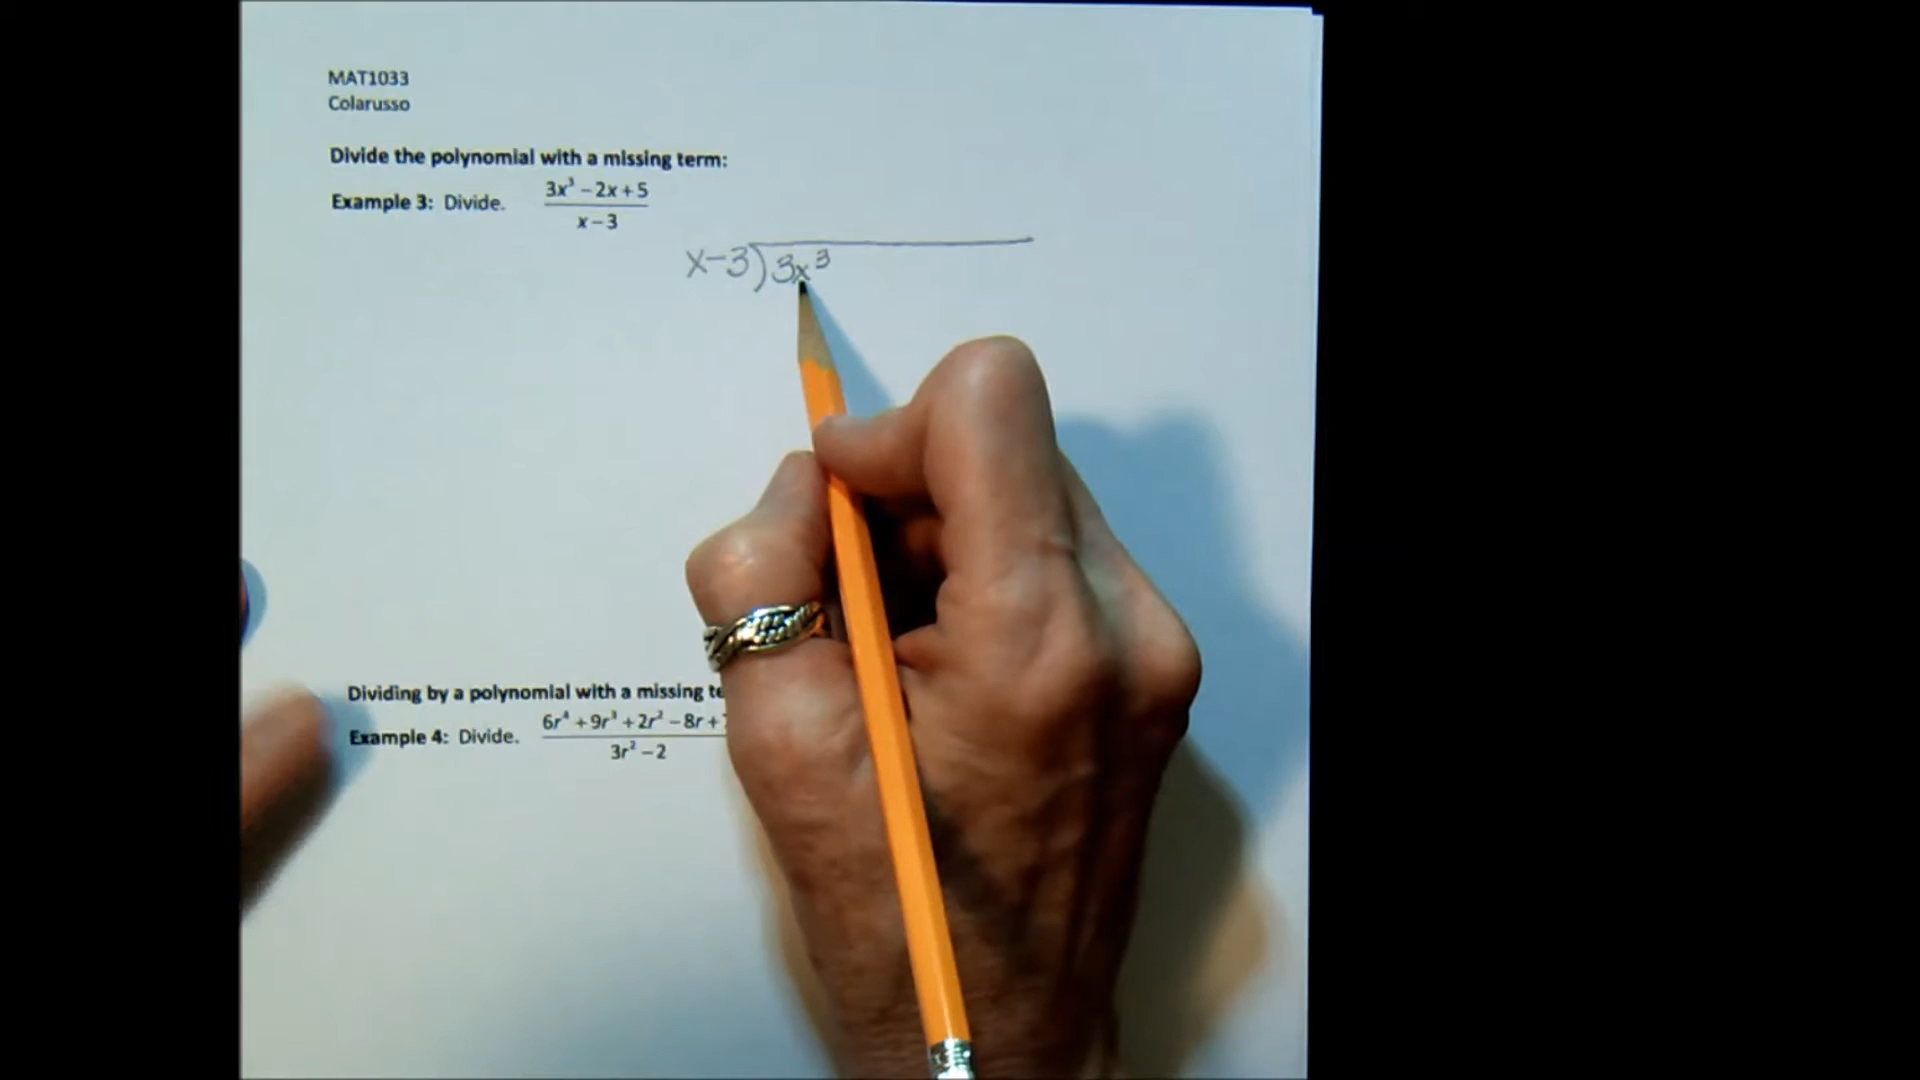 MAT1033
Colarusso
Divide the polynomial with a missing term:
Example 3: Divide. (3x³ − 2x + 5)/(x − 3)
x−3)3x³
Dividing by a polynomial with a missing
Example 4: Divide. (6r⁴ + 9r³ + 2r² − 8r +)/(3r² − 2)